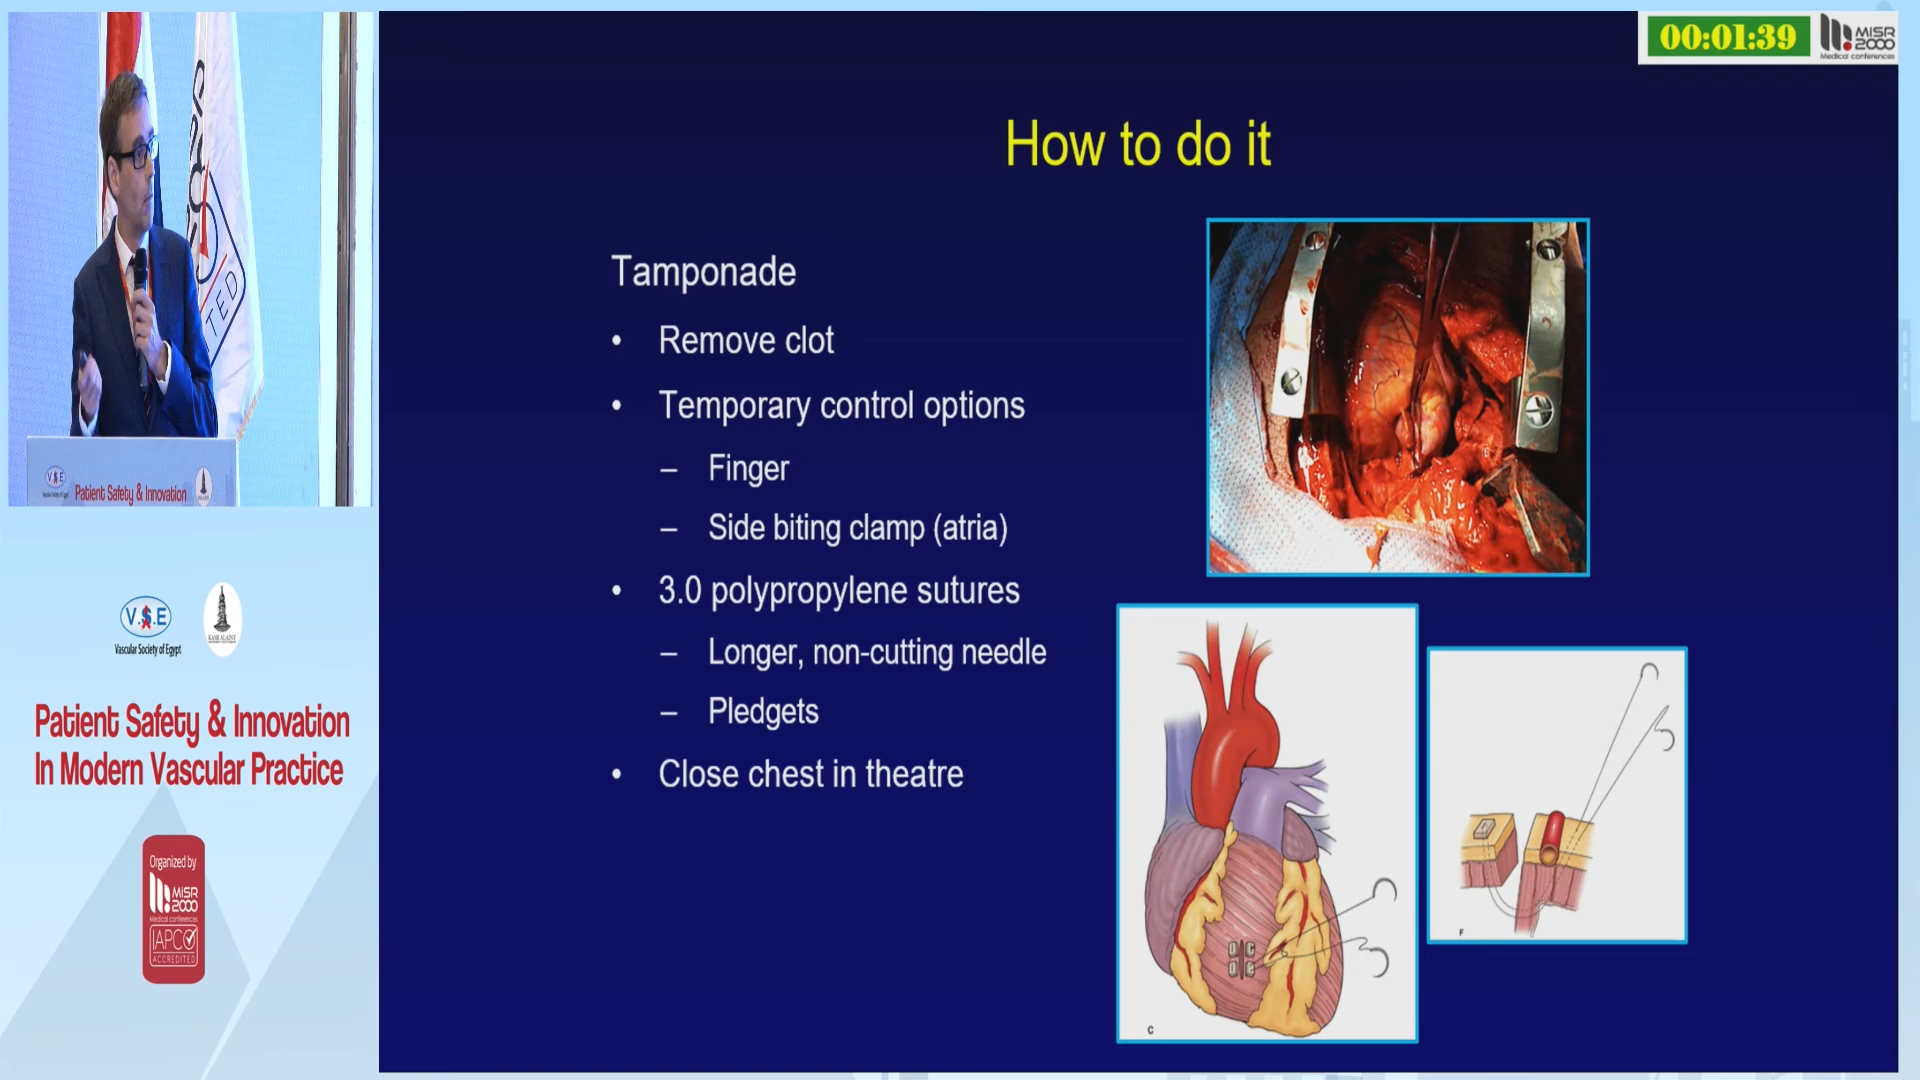 00:01:39
MISR
2000
Medical conferences
How to do it
Tamponade
• Remove clot
• Temporary control options
– Finger
– Side biting clamp (atria)
• 3.0 polypropylene sutures
– Longer, non-cutting needle
– Pledgets
• Close chest in theatre
C
F
TED
V.S.E
Patient Safety & Innovation
V.S.E
Vascular Society of Egypt
KASR ALAINY
Patient Safety & Innovation
In Modern Vascular Practice
Organized by
MISR
2000
Medical conferences
IAPCO
ACCREDITED